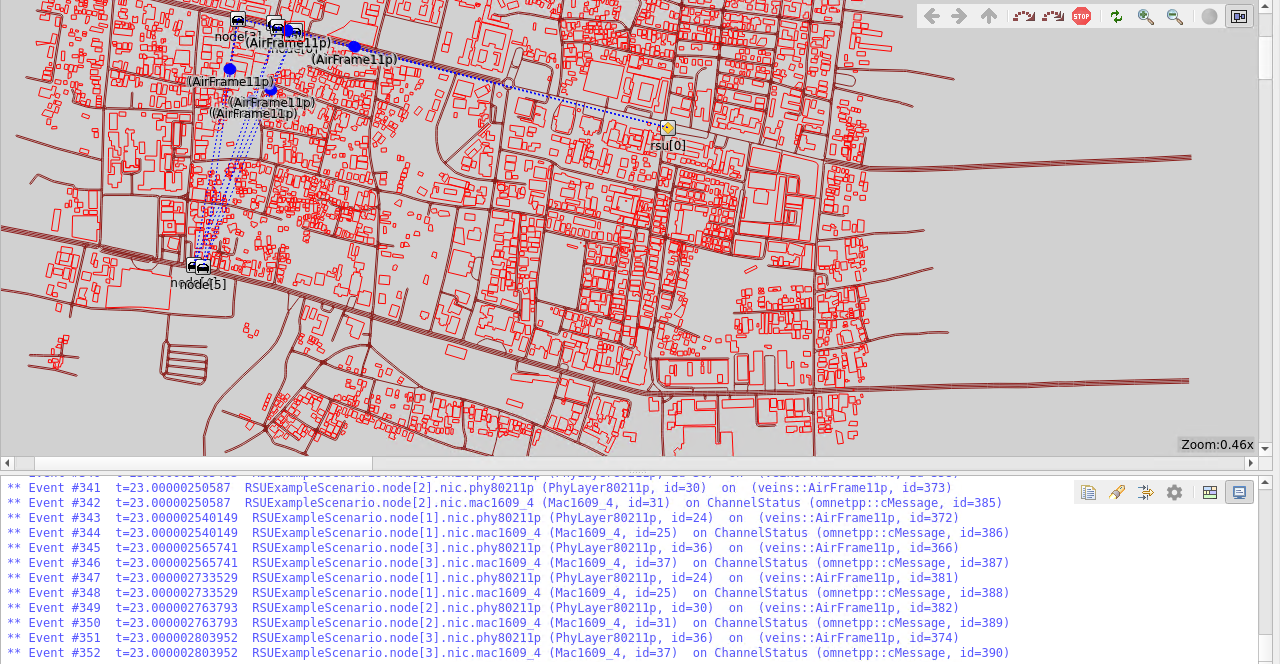 STOP
(AirFrame11p)
(AirFrame11p)
(AirFrame11p)
(AirFrame11p)
(AirFrame11p)
rsu[0]
node[5]
Zoom:0.46x
** Event #341 t=23.00000250587 RSUExampleScenario.node[2].nic.phy80211p (PhyLayer80211p, id=30) on (veins::AirFrame11p, id=373)
** Event #342 t=23.00000250587 RSUExampleScenario.node[2].nic.mac1609_4 (Mac1609_4, id=31) on ChannelStatus (omnetpp::cMessage, id=385)
** Event #343 t=23.000002540149 RSUExampleScenario.node[1].nic.phy80211p (PhyLayer80211p, id=24) on (veins::AirFrame11p, id=372)
** Event #344 t=23.000002540149 RSUExampleScenario.node[1].nic.mac1609_4 (Mac1609_4, id=25) on ChannelStatus (omnetpp::cMessage, id=386)
** Event #345 t=23.000002565741 RSUExampleScenario.node[3].nic.phy80211p (PhyLayer80211p, id=36) on (veins::AirFrame11p, id=366)
** Event #346 t=23.000002565741 RSUExampleScenario.node[3].nic.mac1609_4 (Mac1609_4, id=37) on ChannelStatus (omnetpp::cMessage, id=387)
** Event #347 t=23.000002733529 RSUExampleScenario.node[1].nic.phy80211p (PhyLayer80211p, id=24) on (veins::AirFrame11p, id=381)
** Event #348 t=23.000002733529 RSUExampleScenario.node[1].nic.mac1609_4 (Mac1609_4, id=25) on ChannelStatus (omnetpp::cMessage, id=388)
** Event #349 t=23.000002763793 RSUExampleScenario.node[2].nic.phy80211p (PhyLayer80211p, id=30) on (veins::AirFrame11p, id=382)
** Event #350 t=23.000002763793 RSUExampleScenario.node[2].nic.mac1609_4 (Mac1609_4, id=31) on ChannelStatus (omnetpp::cMessage, id=389)
** Event #351 t=23.000002803952 RSUExampleScenario.node[3].nic.phy80211p (PhyLayer80211p, id=36) on (veins::AirFrame11p, id=374)
** Event #352 t=23.000002803952 RSUExampleScenario.node[3].nic.mac1609_4 (Mac1609_4, id=37) on ChannelStatus (omnetpp::cMessage, id=390)